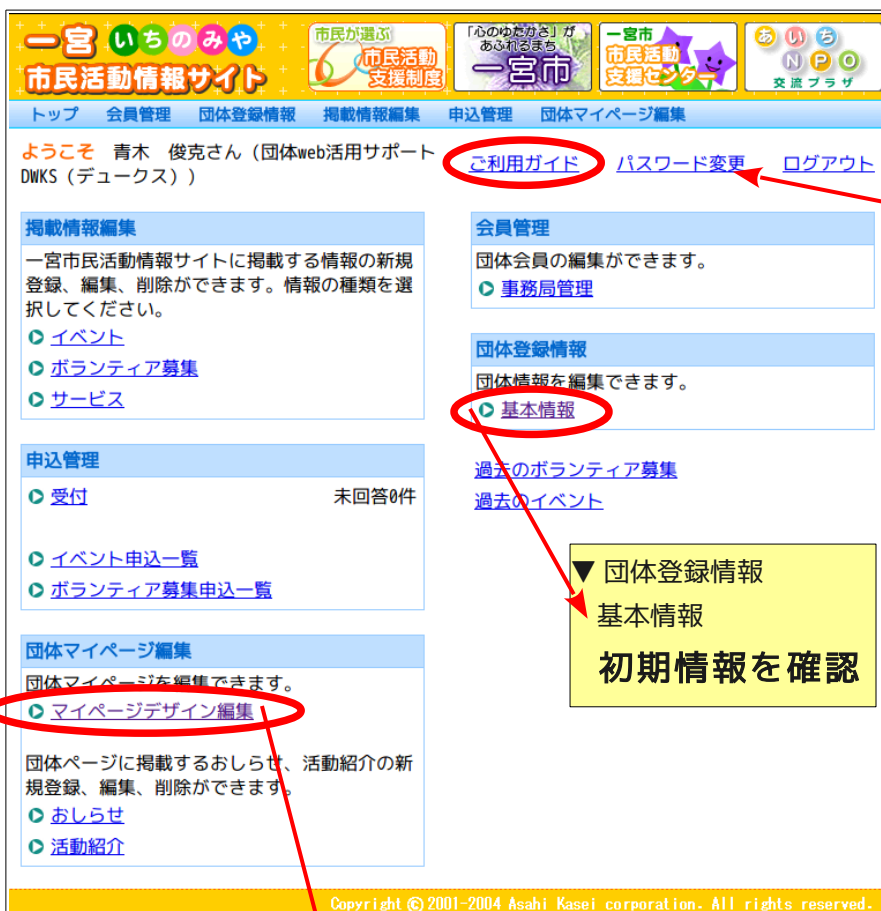 一宮 いちのみや
市民活動情報サイト
市民が選ぶ
市民活動
支援制度
「心のゆたかさ」が
あふれるまち
一宮市
一宮市
市民活動
支援センター
あいち
NPO
交流プラザ
トップ 会員管理 団体登録情報 掲載情報編集 申込管理 団体マイページ編集
ようこそ 青木 俊克さん（団体web活用サポート
DWKS（デュークス））
ご利用ガイド パスワード変更 ログアウト
掲載情報編集
一宮市民活動情報サイトに掲載する情報の新規
登録、編集、削除ができます。情報の種類を選
択してください。
イベント
ボランティア募集
サービス
申込管理
受付 未回答0件
イベント申込一覧
ボランティア募集申込一覧
団体マイページ編集
団体マイページを編集できます。
マイページデザイン編集
団体ページに掲載するおしらせ、活動紹介の新
規登録、編集、削除ができます。
おしらせ
活動紹介
会員管理
団体会員の編集ができます。
事務局管理
団体登録情報
団体情報を編集できます。
基本情報
過去のボランティア募集
過去のイベント
▼ 団体登録情報
基本情報
初期情報を確認
Copyright © 2001-2004 Asahi Kasei corporation. All rights reserved.